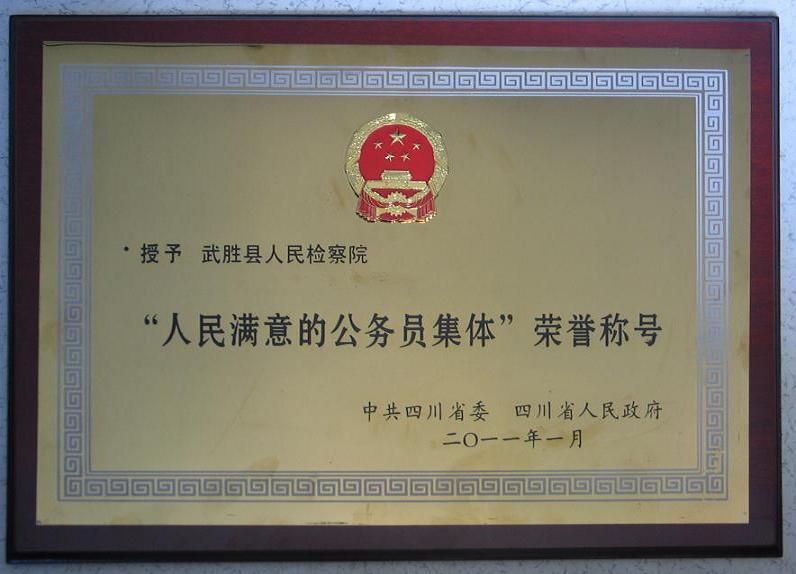 授予 武胜县人民检察院
“人民满意的公务员集体”荣誉称号
中共四川省委 四川省人民政府
二〇一一年一月